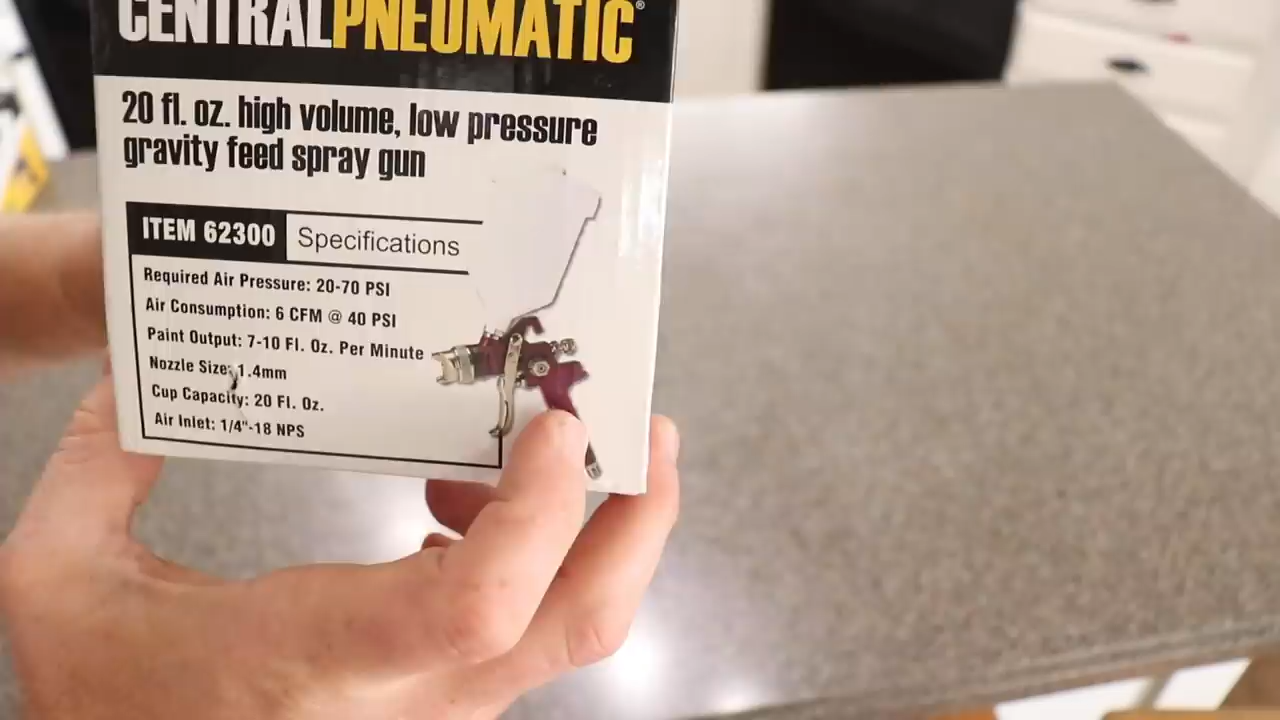 CENTRALPNEUMATIC®
20 fl. oz. high volume, low pressure
gravity feed spray gun
ITEM 62300 Specifications
Required Air Pressure: 20-70 PSI
Air Consumption: 6 CFM @ 40 PSI
Paint Output: 7-10 Fl. Oz. Per Minute
Nozzle Size: 1.4mm
Cup Capacity: 20 Fl. Oz.
Air Inlet: 1/4"-18 NPS